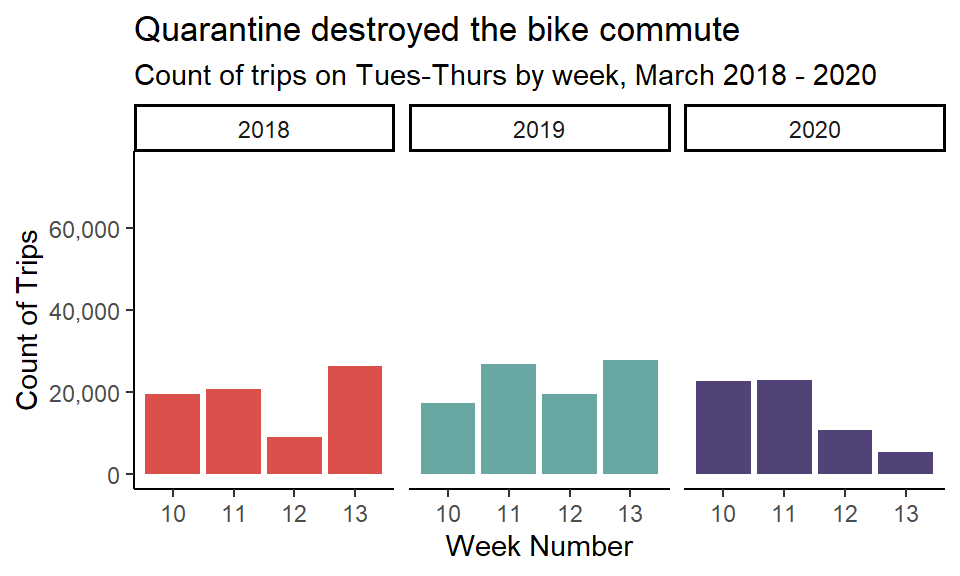 Quarantine destroyed the bike commute
Count of trips on Tues-Thurs by week, March 2018 - 2020
2018 2019 2020
Count of Trips
60,000
40,000
20,000
0
10 11 12 13 10 11 12 13 10 11 12 13
Week Number